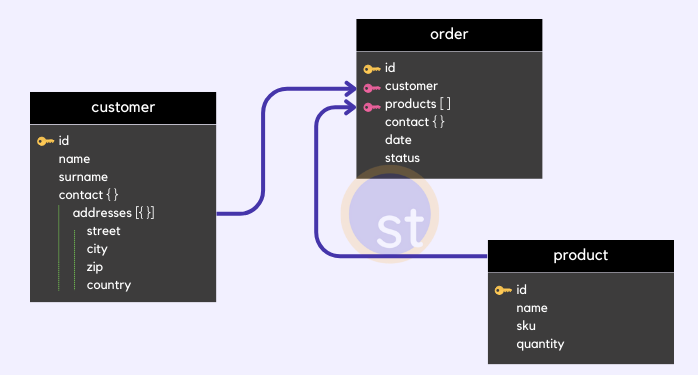 customer
id
name
surname
contact { }
addresses [{ }]
street
city
zip
country
order
id
customer
products [ ]
contact { }
date
status
st
product
id
name
sku
quantity